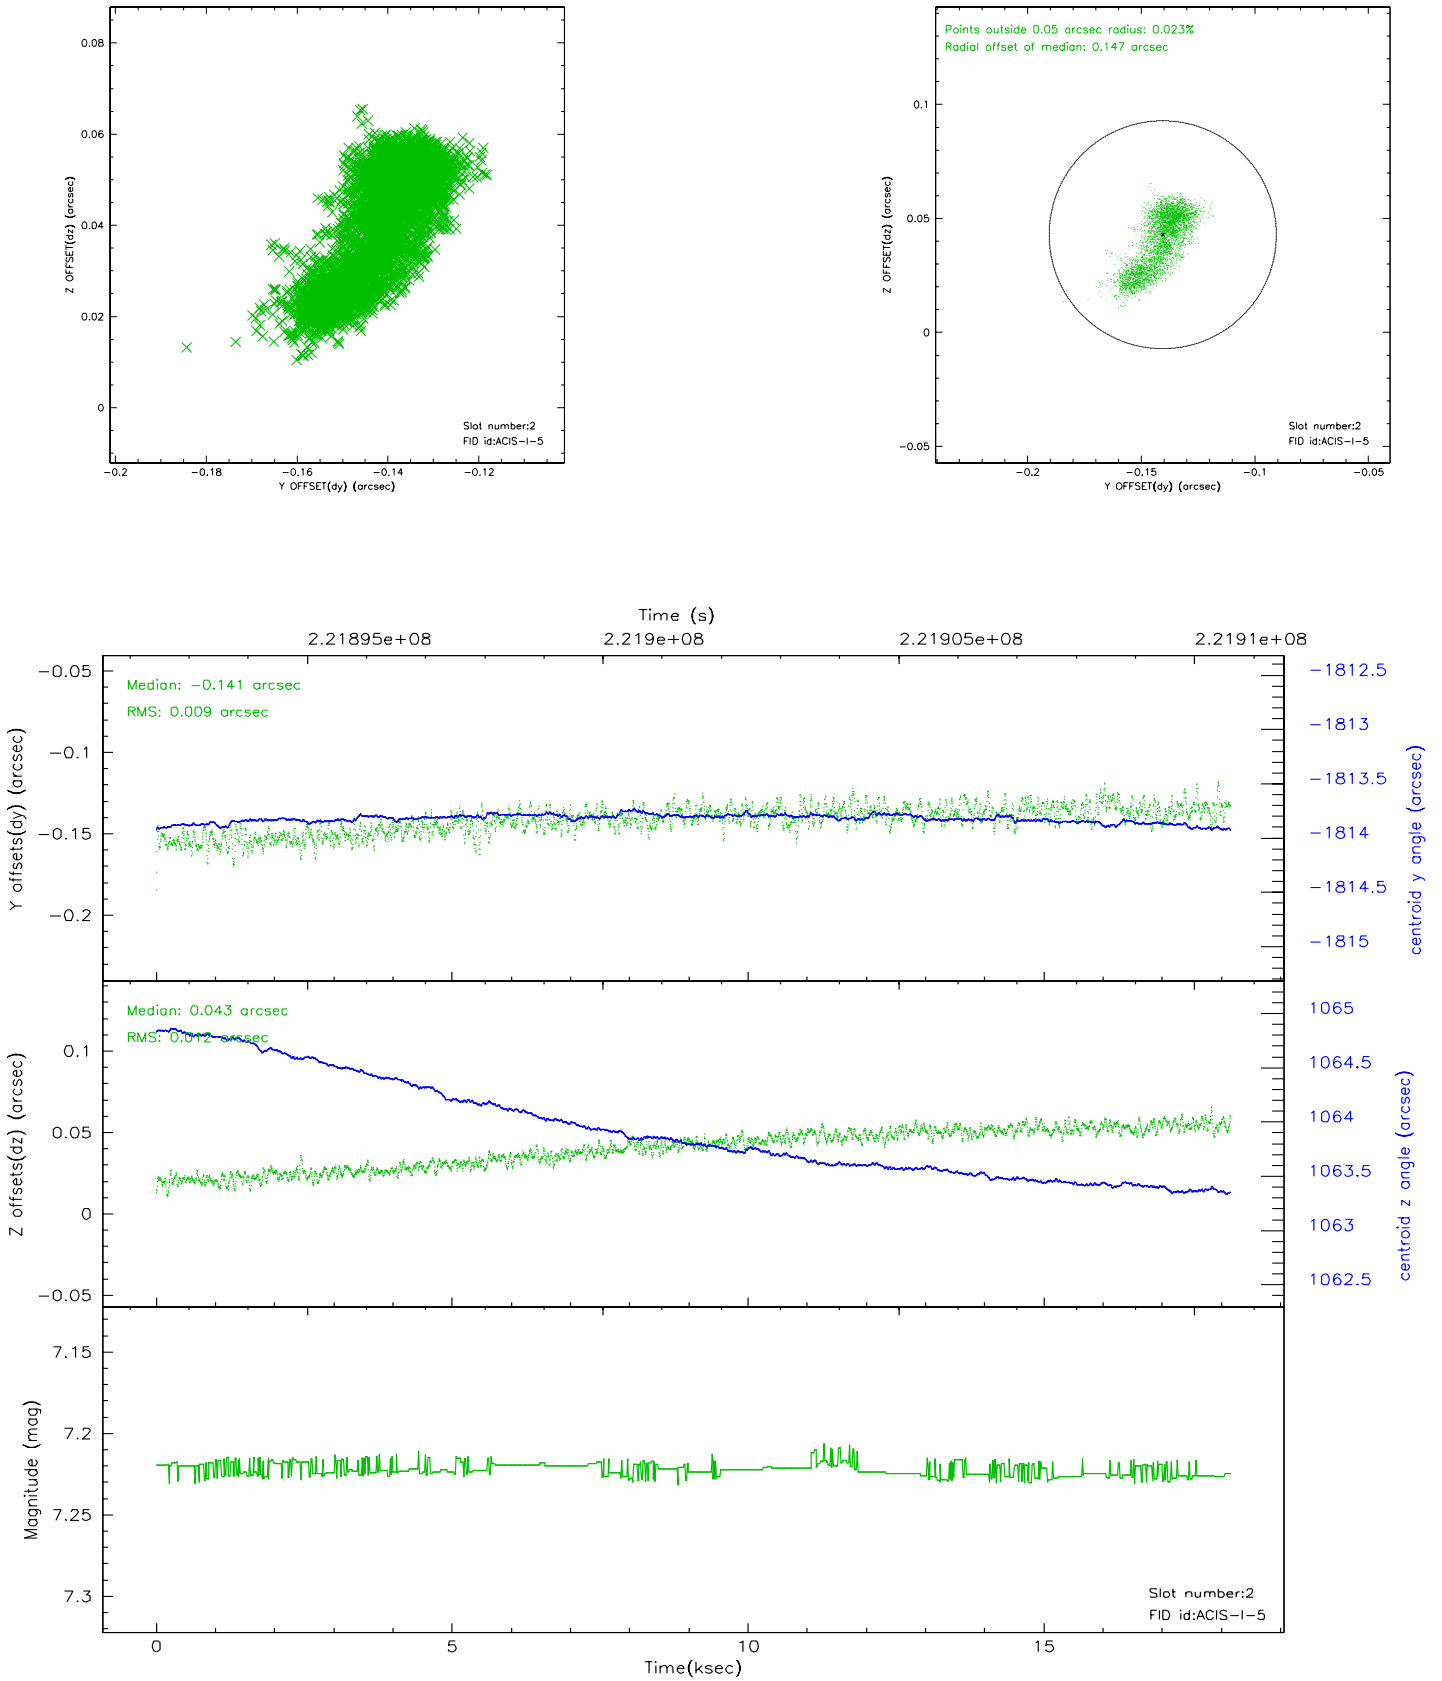 0.08
0.06
0.04
0.02
0
Z OFFSET(dz) (arcsec)
Slot number:2
FID id:ACIS-I-5
-0.2 -0.18 -0.16 -0.14 -0.12
Y OFFSET(dy) (arcsec)
Points outside 0.05 arcsec radius: 0.023%
Radial offset of median: 0.147 arcsec
0.1
0.05
0
-0.05
Z OFFSET(dz) (arcsec)
Slot number:2
FID id:ACIS-I-5
-0.2 -0.15 -0.1 -0.05
Y OFFSET(dy) (arcsec)
Time (s)
2.21895e+08 2.219e+08 2.21905e+08 2.2191e+08
Median: -0.141 arcsec
RMS: 0.009 arcsec
-0.05
-0.1
-0.15
-0.2
Y offsets(dy) (arcsec)
-1812.5
-1813
-1813.5
-1814
-1814.5
-1815
centroid y angle (arcsec)
Median: 0.043 arcsec
RMS: 0.012 arcsec
0.1
0.05
0
-0.05
Z offsets(dz) (arcsec)
1065
1064.5
1064
1063.5
1063
1062.5
centroid z angle (arcsec)
7.15
7.2
7.25
7.3
Magnitude (mag)
Slot number:2
FID id:ACIS-I-5
0 5 10 15
Time(ksec)